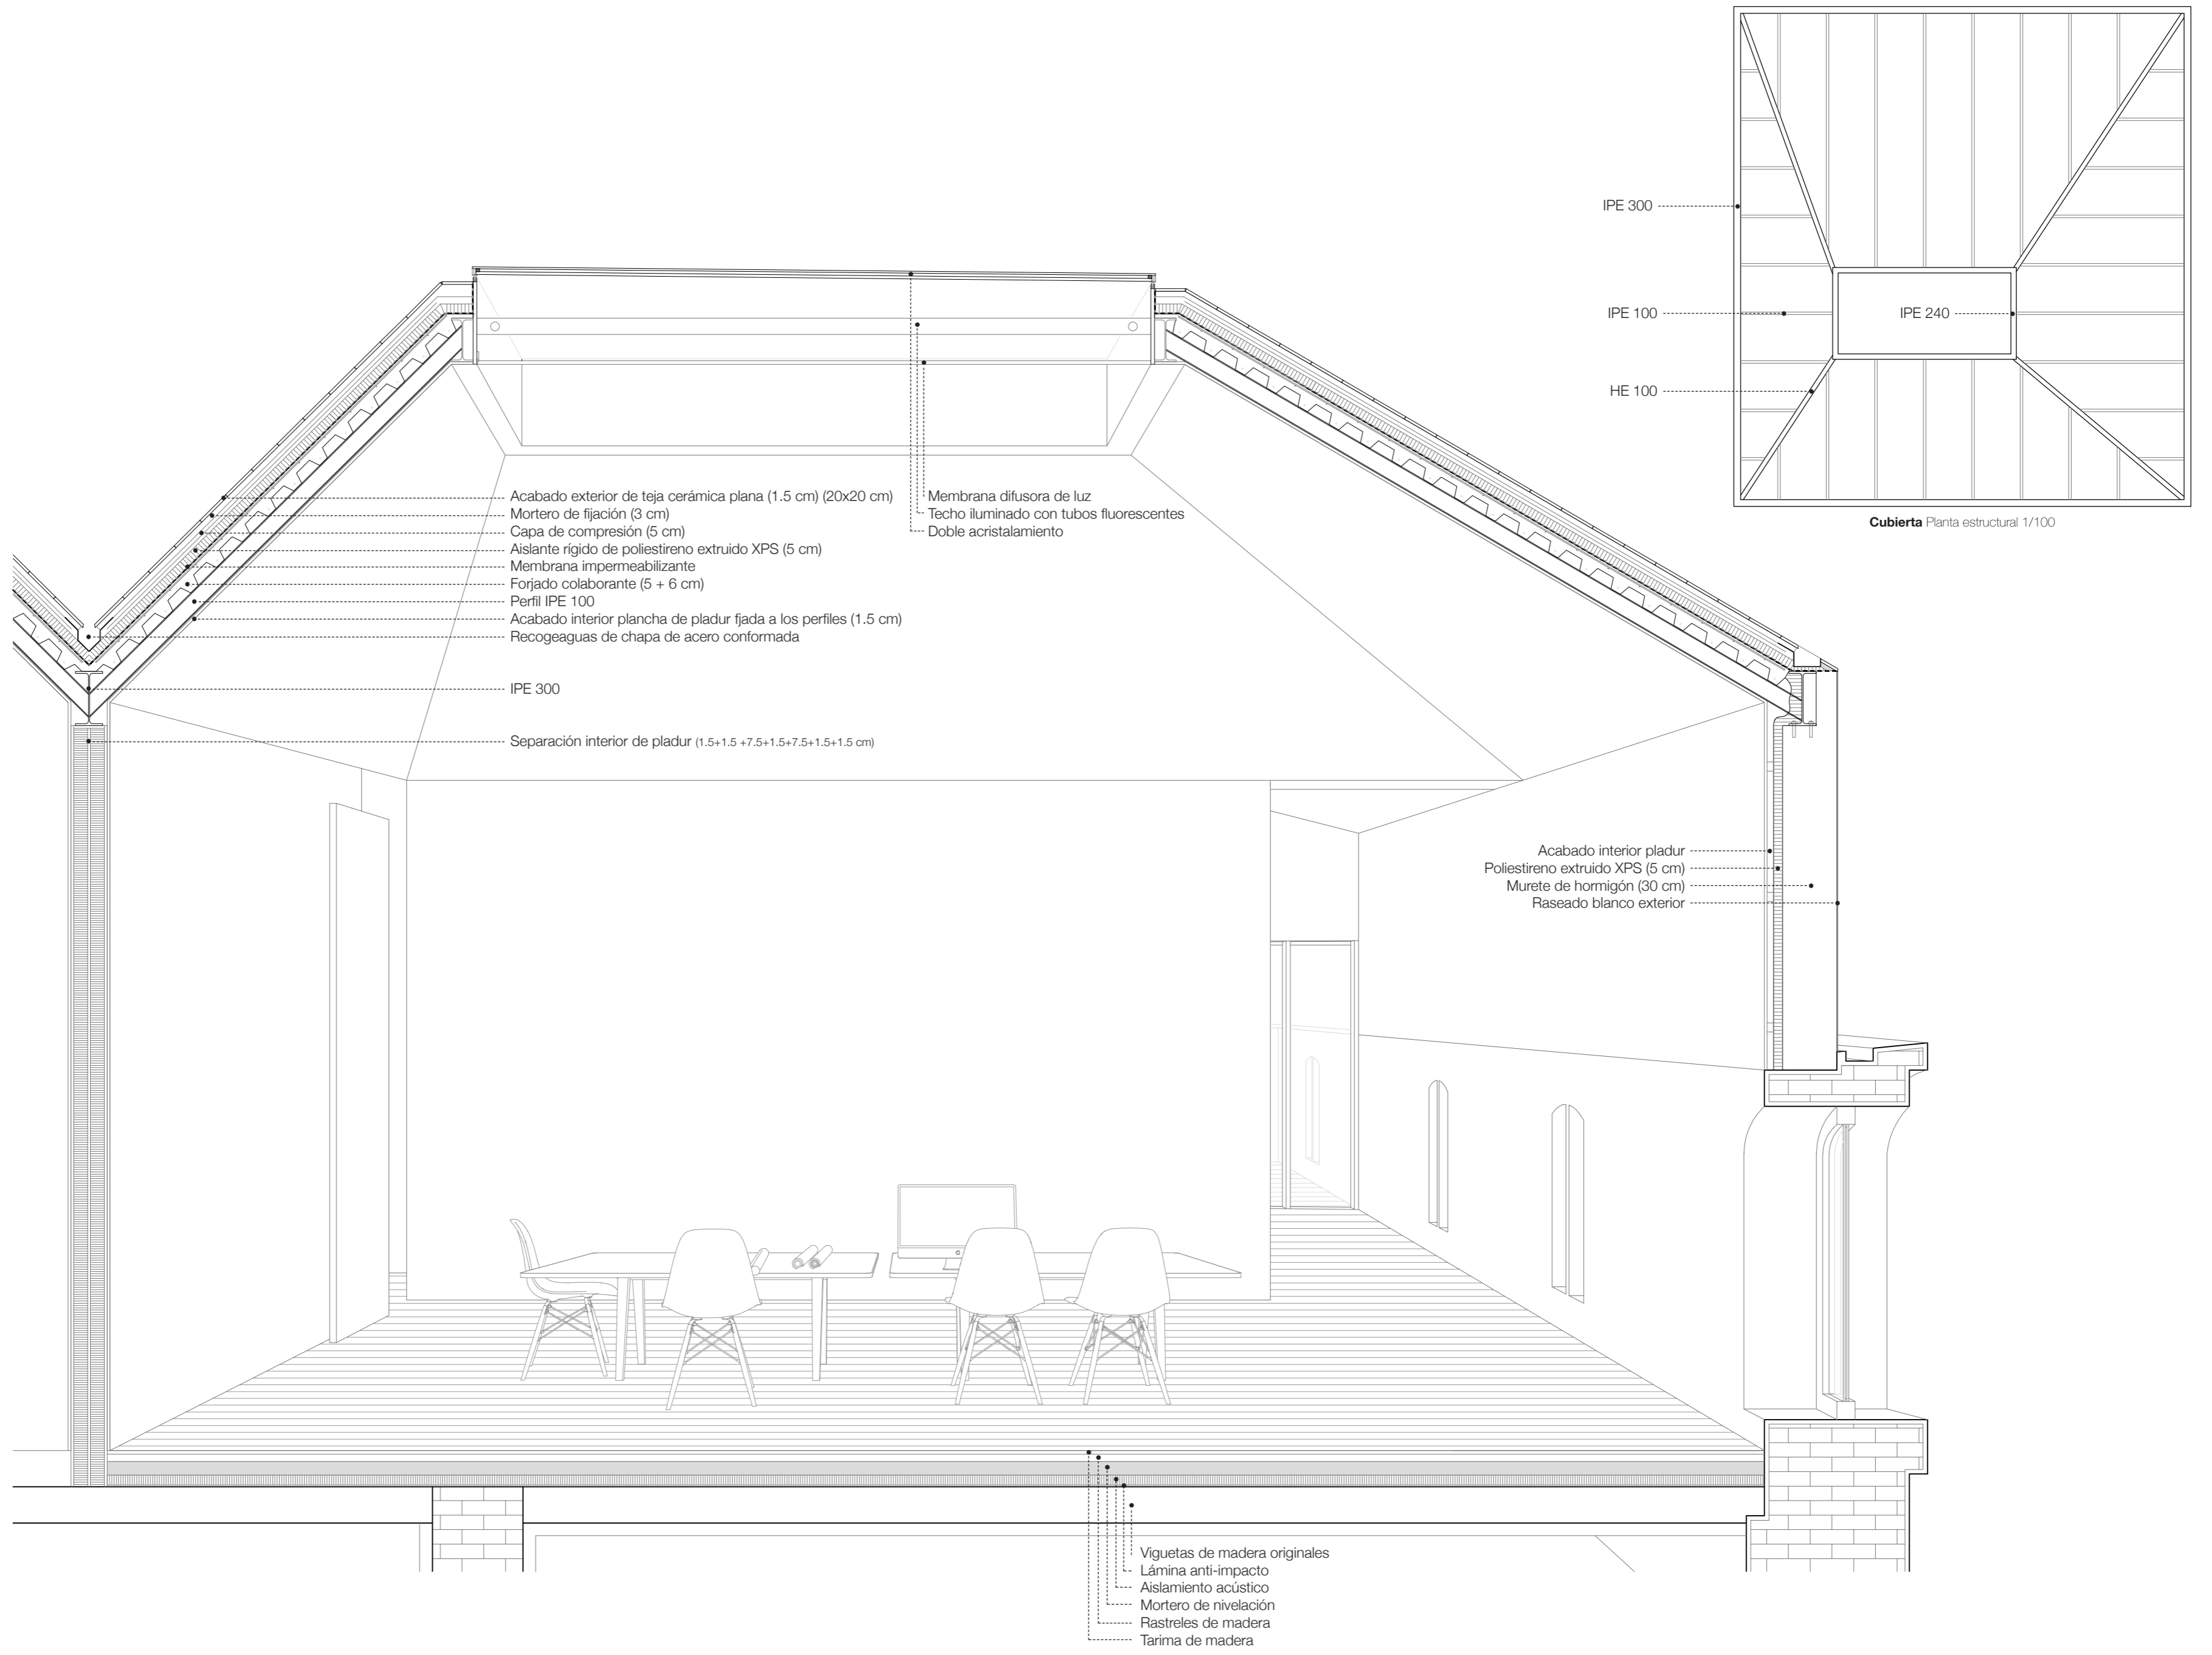 IPE 300
IPE 100
IPE 240
HE 100
Cubierta Planta estructural 1/100
Acabado exterior de teja cerámica plana (1.5 cm) (20x20 cm)
Mortero de fijación (3 cm)
Capa de compresión (5 cm)
Aislante rígido de poliestireno extruido XPS (5 cm)
Membrana impermeabilizante
Forjado colaborante (5 + 6 cm)
Perfil IPE 100
Acabado interior plancha de pladur fjada a los perfiles (1.5 cm)
Recogeaguas de chapa de acero conformada
IPE 300
Separación interior de pladur (1.5+1.5 +7.5+1.5+7.5+1.5+1.5 cm)
Membrana difusora de luz
Techo iluminado con tubos fluorescentes
Doble acristalamiento
Acabado interior pladur
Poliestireno extruido XPS (5 cm)
Murete de hormigón (30 cm)
Raseado blanco exterior
Viguetas de madera originales
Lámina anti-impacto
Aislamiento acústico
Mortero de nivelación
Rastreles de madera
Tarima de madera